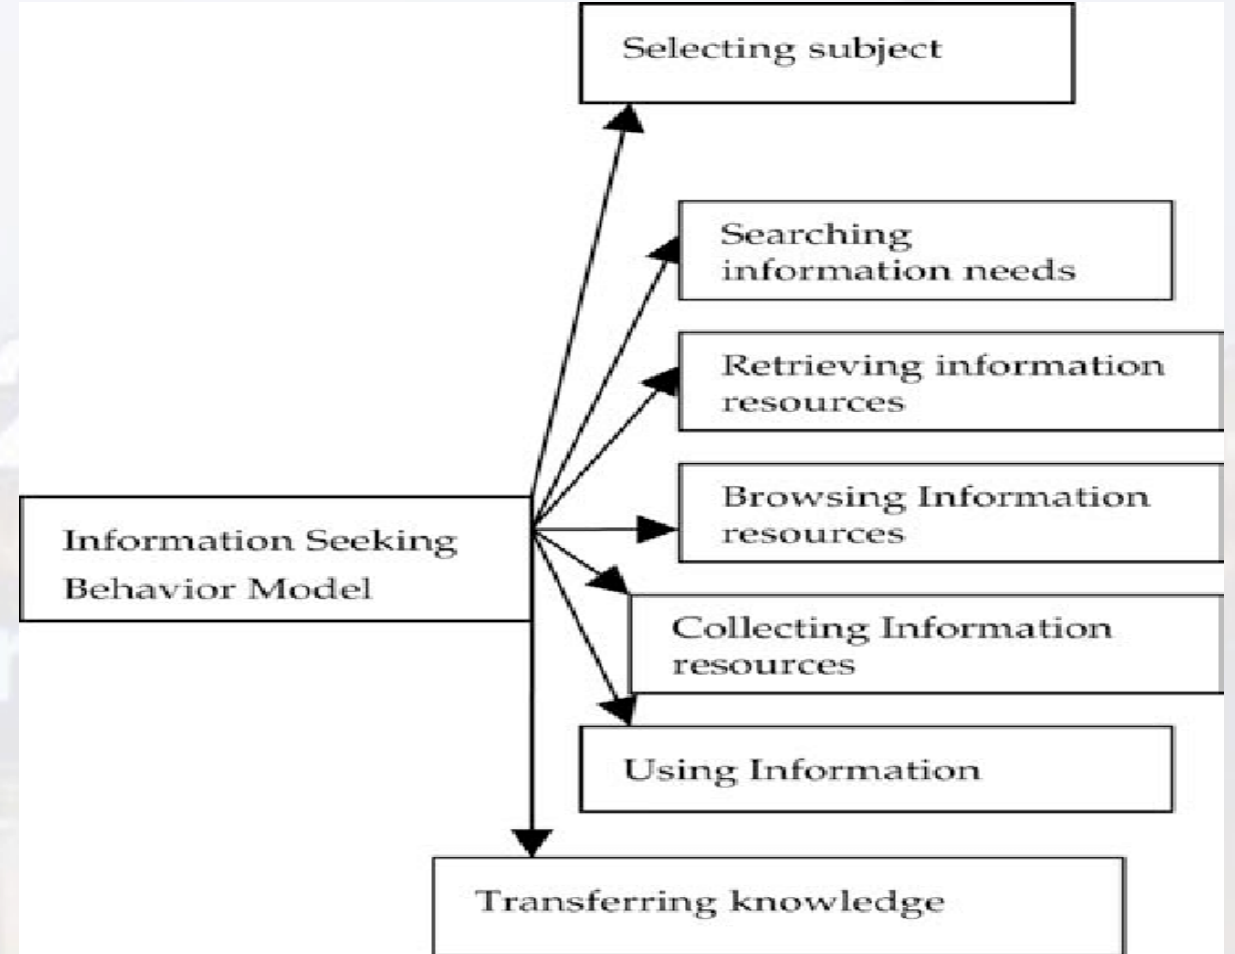 Selecting subject
Searching
information needs
Retrieving information
resources
Browsing Information
resources
Information Seeking
Behavior Model
Collecting Information
resources
Using Information
Transferring knowledge